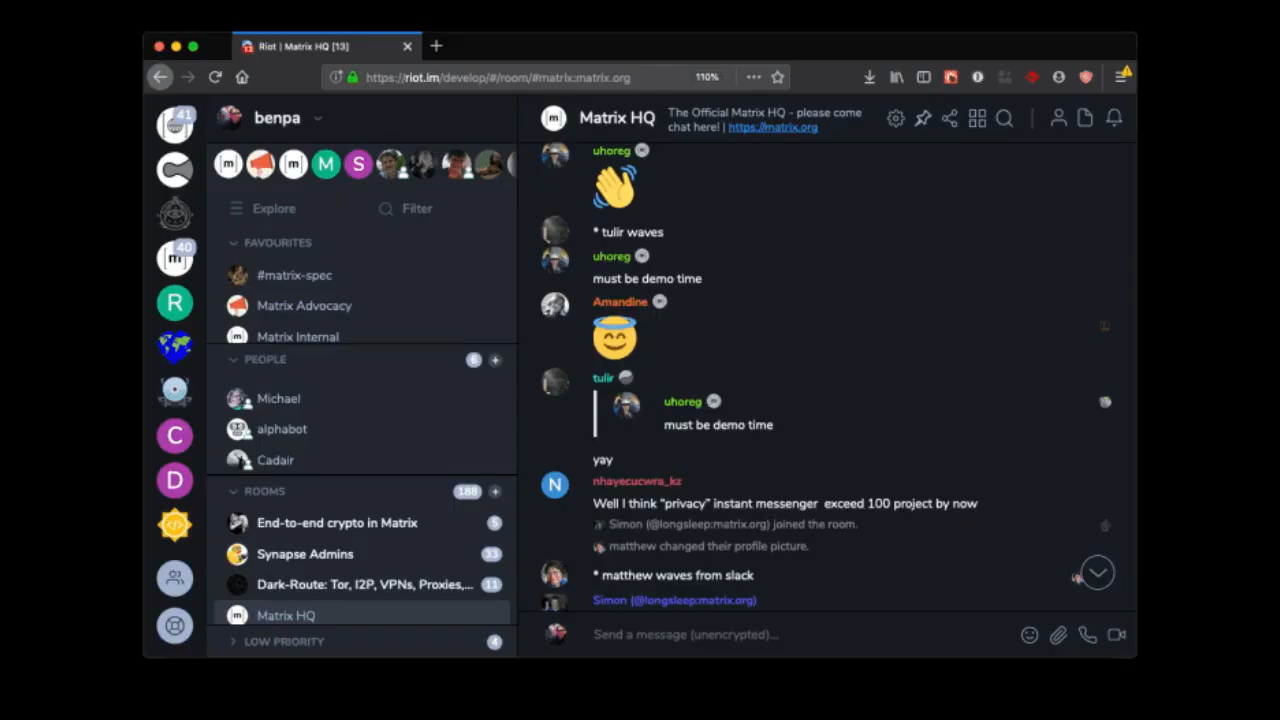 Riot | Matrix HQ [13]
https://riot.im/develop/#/room/#matrix:matrix.org
110%
41
benpa
[m]
Matrix HQ
The Official Matrix HQ - please come
chat here! | https://matrix.org
[m]
[m]
M
S
Explore
Filter
FAVOURITES
#matrix-spec
Matrix Advocacy
[m]
Matrix Internal
40
[m]
R
C
D
PEOPLE
6
Michael
alphabot
Cadair
ROOMS
188
End-to-end crypto in Matrix
5
Synapse Admins
33
Dark-Route: Tor, I2P, VPNs, Proxies,...
11
[m]
Matrix HQ
LOW PRIORITY
4
uhoreg
* tulir waves
uhoreg
must be demo time
Amandine
tulir
uhoreg
must be demo time
yay
N
nhayecucwra_kz
Well I think "privacy" instant messenger exceed 100 project by now
Simon (@longsleep:matrix.org) joined the room.
matthew changed their profile picture.
* matthew waves from slack
Simon (@longsleep:matrix.org)
Send a message (unencrypted)...